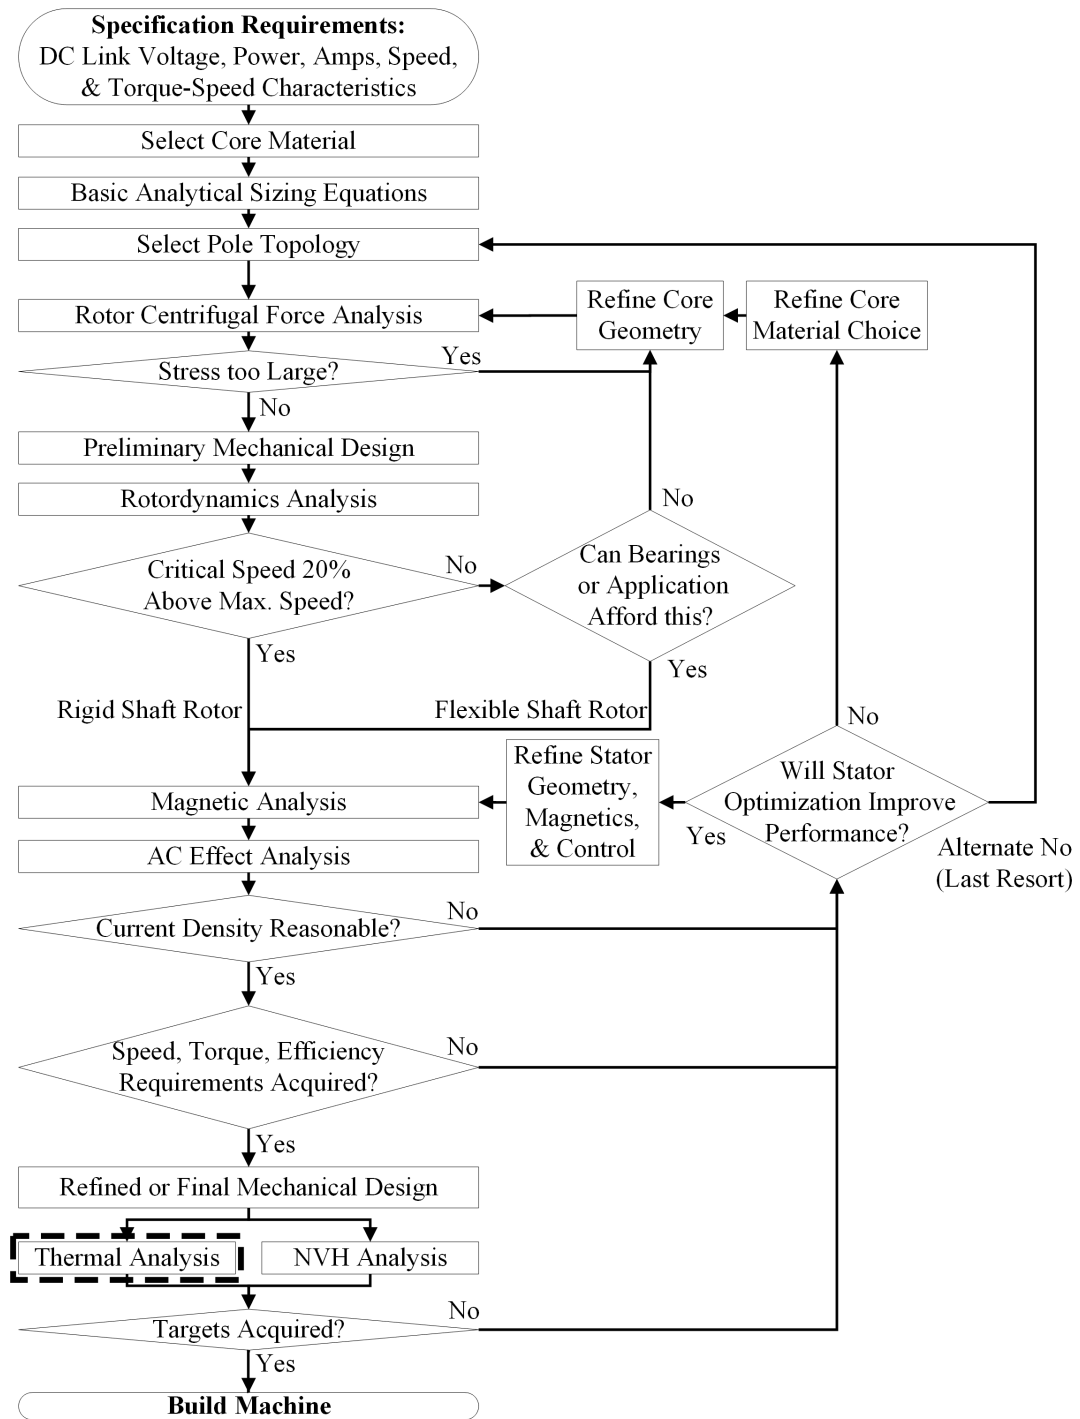 Specification Requirements:
DC Link Voltage, Power, Amps, Speed,
& Torque-Speed Characteristics
Select Core Material
Basic Analytical Sizing Equations
Select Pole Topology
Rotor Centrifugal Force Analysis
Refine Core
Geometry
Refine Core
Material Choice
Stress too Large?
Yes
No
Preliminary Mechanical Design
Rotordynamics Analysis
Critical Speed 20%
Above Max. Speed?
No
Yes
Can Bearings
or Application
Afford this?
No
Yes
Rigid Shaft Rotor
Flexible Shaft Rotor
Magnetic Analysis
Refine Stator
Geometry,
Magnetics,
& Control
Will Stator
Optimization Improve
Performance?
No
Yes
Alternate No
(Last Resort)
AC Effect Analysis
Current Density Reasonable?
No
Yes
Speed, Torque, Efficiency
Requirements Acquired?
No
Yes
Refined or Final Mechanical Design
Thermal Analysis
NVH Analysis
Targets Acquired?
No
Yes
Build Machine